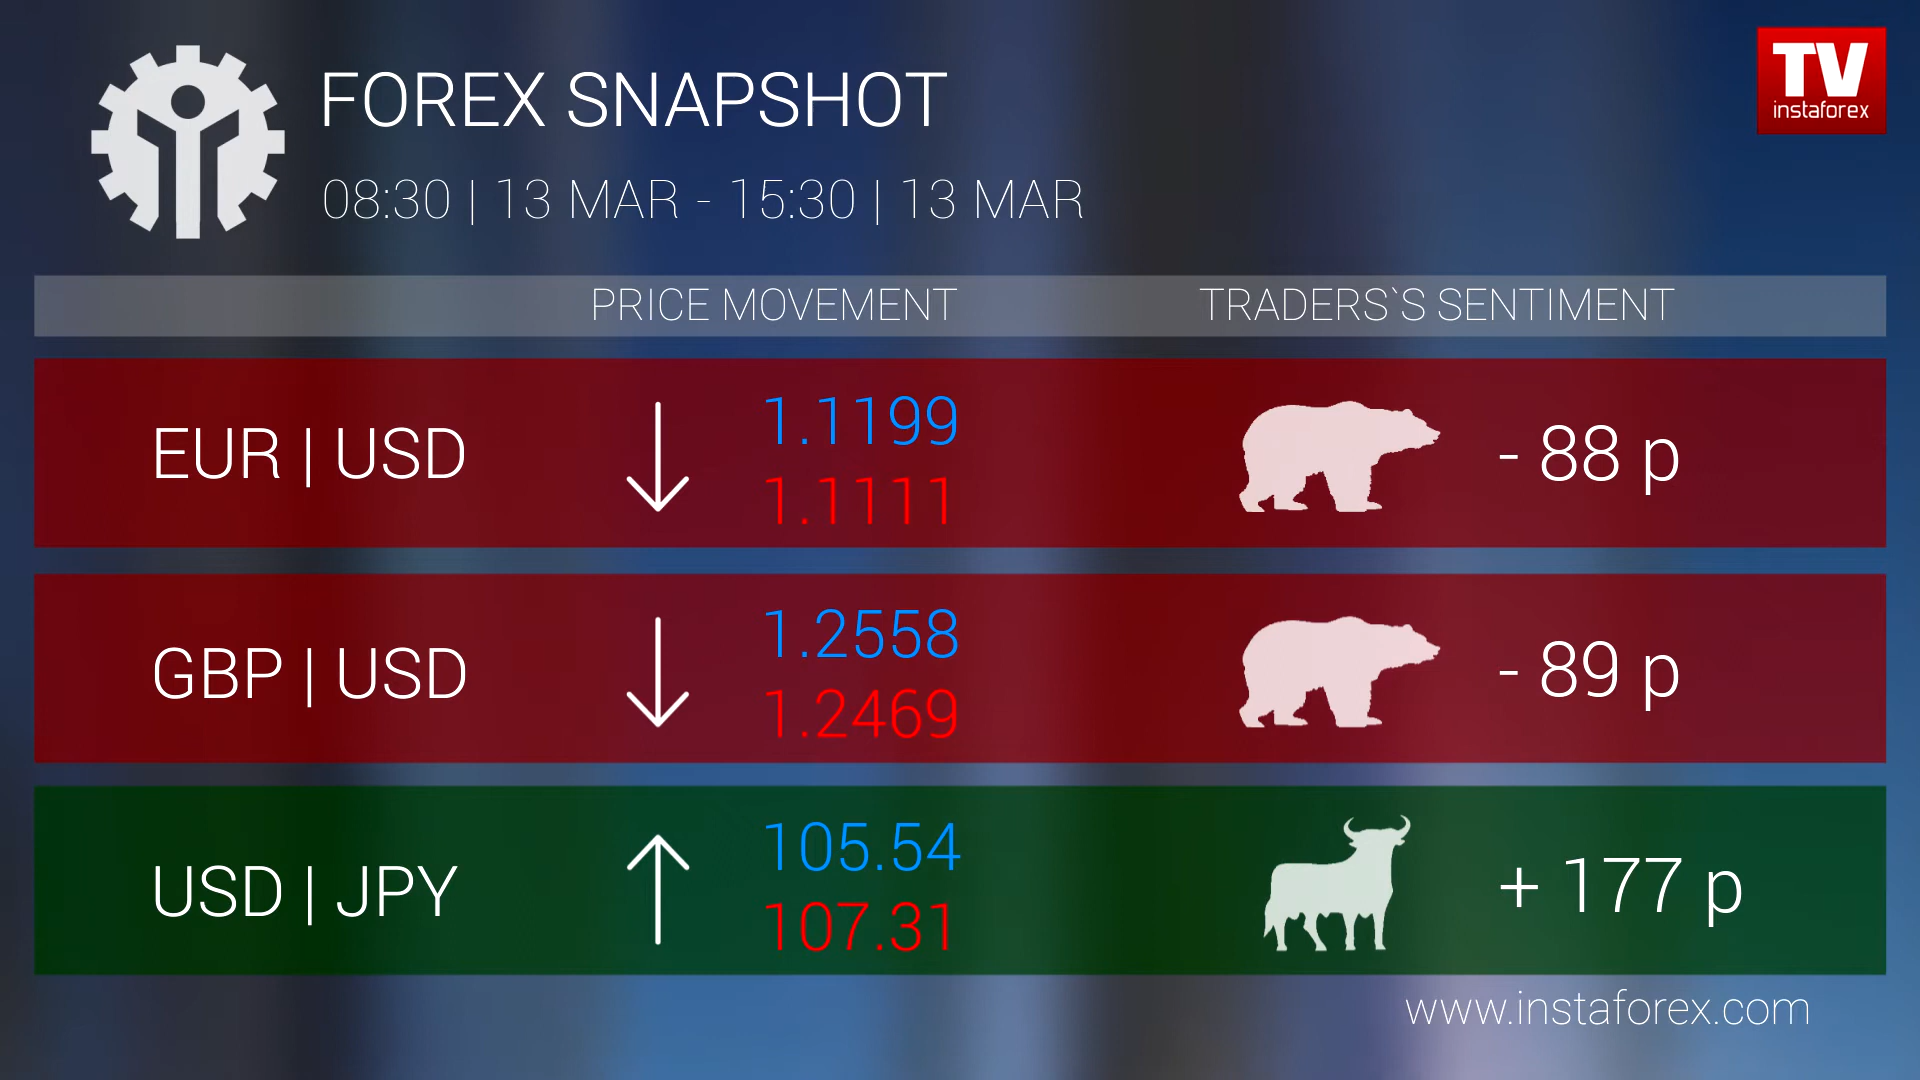 FOREX SNAPSHOT
TV
instaforex
08:30 | 13 MAR - 15:30 | 13 MAR
PRICE MOVEMENT TRADERS`S SENTIMENT
EUR | USD 1.1199 - 88 p
1.1111
GBP | USD 1.2558 - 89 p
1.2469
USD | JPY 105.54 + 177 p
107.31
www.instaforex.com